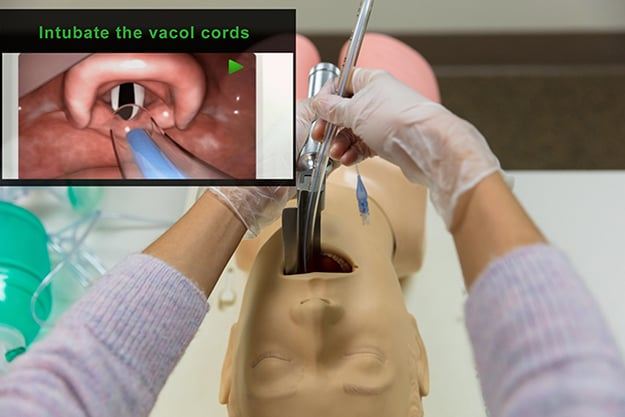 Intubate the vacol cords